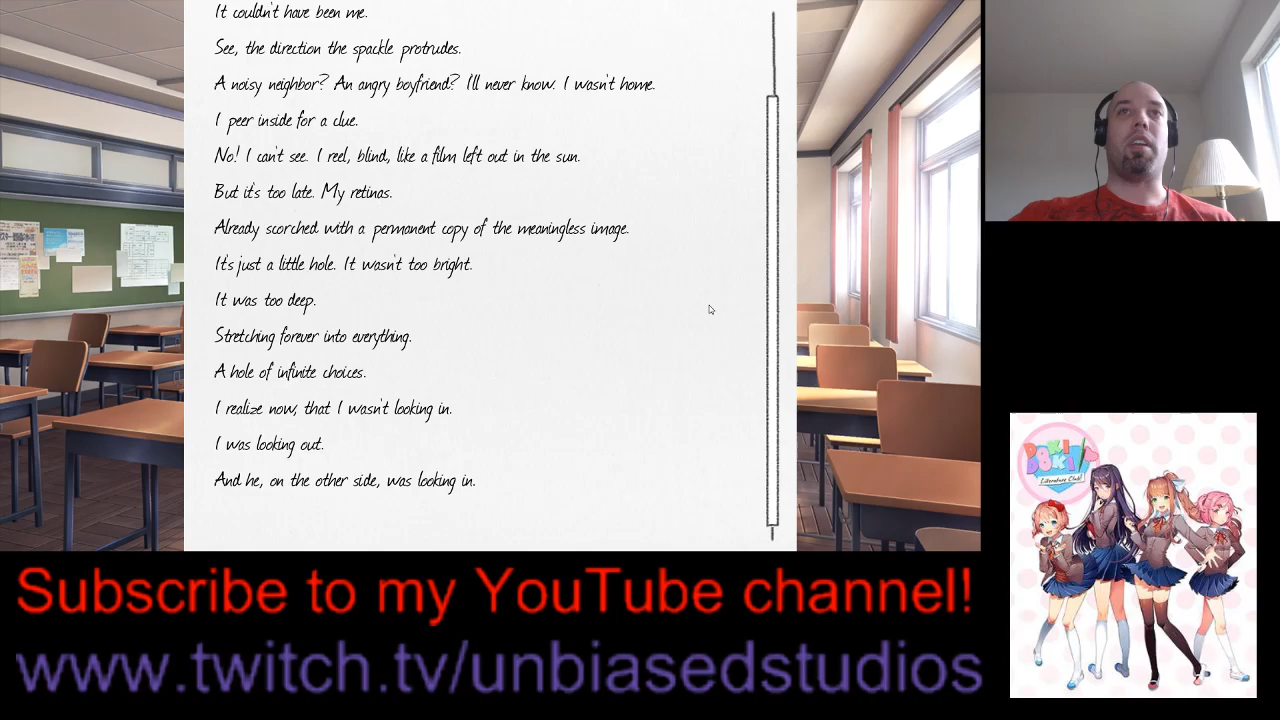 It couldn't have been me.
See, the direction the spackle protrudes.
A noisy neighbor? An angry boyfriend? I'll never know. I wasn't home.
I peer inside for a clue.
No! I can't see. I red, blind, like a film left out in the sun.
But it's too late. My retinas.
Already scorched with a permanent copy of the meaningless image.
It's just a little hole. It wasn't too bright.
It was too deep.
Stretching forever into everything.
A hole of infinite choices.
I realize now, that I wasn't looking in.
I was looking out.
And he, on the other side, was looking in.
DOKI DOKI
Literature Club!
Subscribe to my YouTube channel!
www.twitch.tv/unbiasedstudios